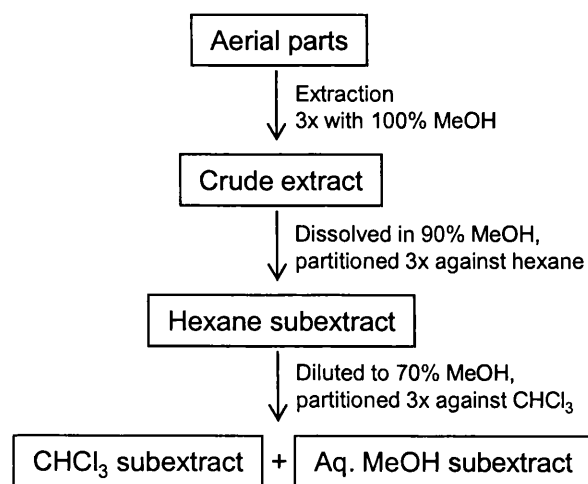 Aerial parts
Extraction
3x with 100% MeOH
Crude extract
Dissolved in 90% MeOH,
partitioned 3x against hexane
Hexane subextract
Diluted to 70% MeOH,
partitioned 3x against CHCl₃
CHCl₃ subextract + Aq. MeOH subextract